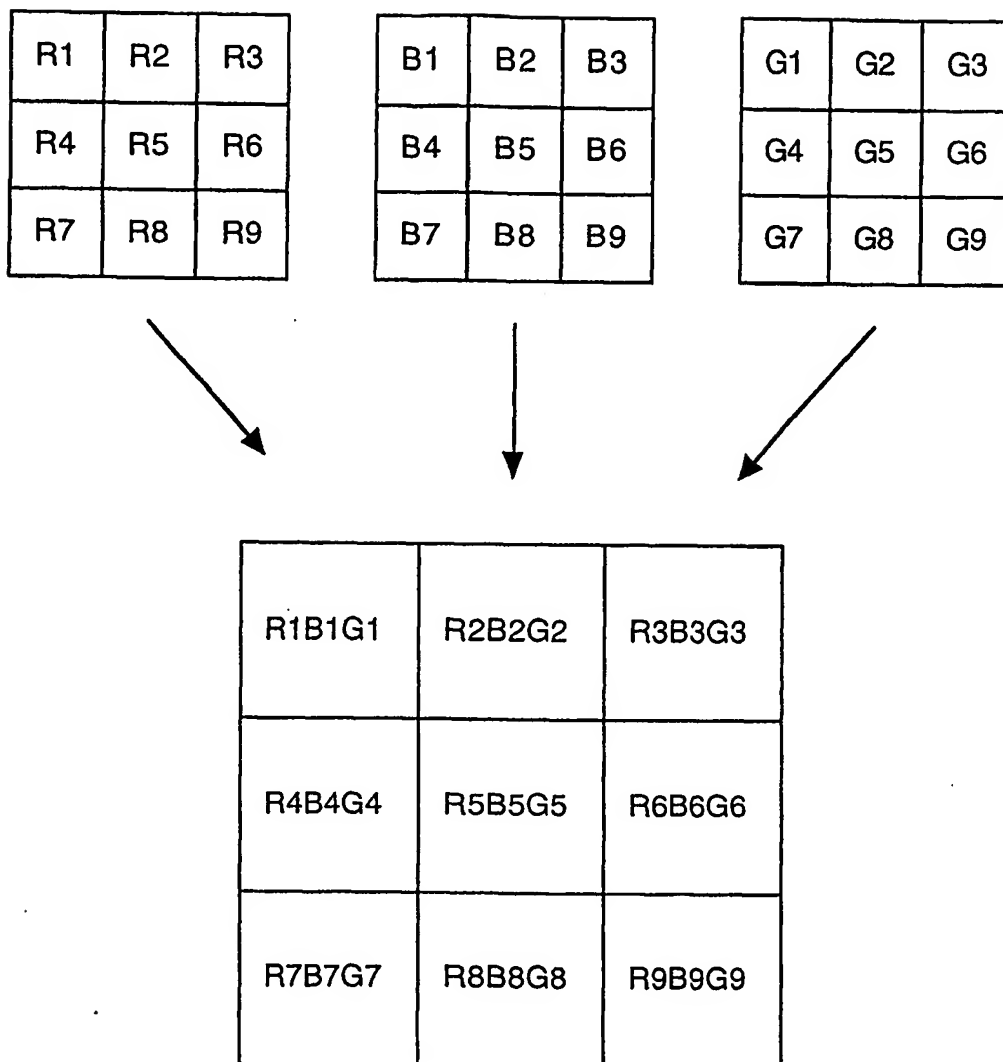 R1 R2 R3 B1 B2 B3 G1 G2 G3
R4 R5 R6 B4 B5 B6 G4 G5 G6
R7 R8 R9 B7 B8 B9 G7 G8 G9
R1B1G1 R2B2G2 R3B3G3
R4B4G4 R5B5G5 R6B6G6
R7B7G7 R8B8G8 R9B9G9